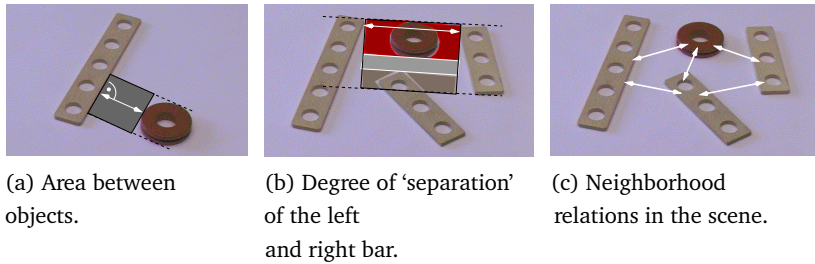 (a) Area between
objects.
(b) Degree of ‘separation’
of the left
and right bar.
(c) Neighborhood
relations in the scene.